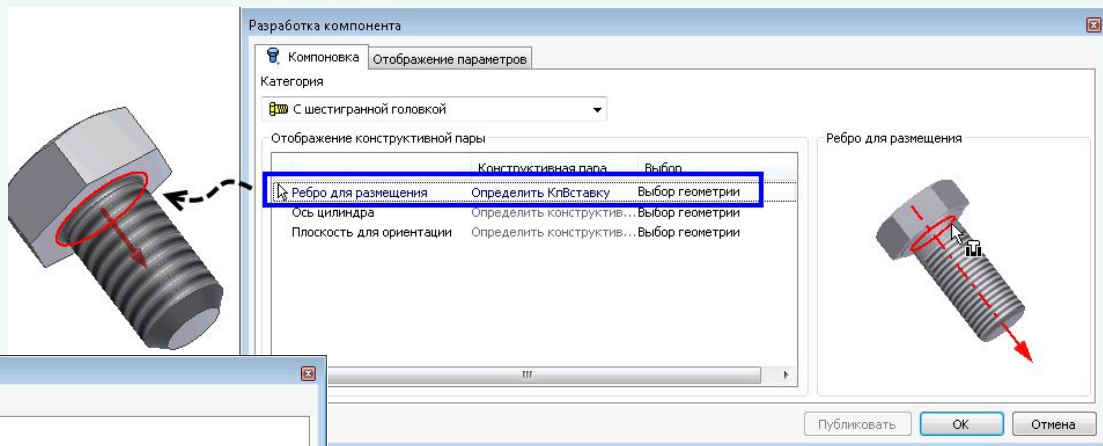 Разработка компонента
Компоновка Отображение параметров
Категория
С шестигранной головкой
Отображение конструктивной пары
Конструктивная пара Выбор
Ребро для размещения Определить КпВставку Выбор геометрии
Ось цилиндра Определить конструктив... Выбор геометрии
Плоскость для ориентации Определить конструктив... Выбор геометрии
Ребро для размещения
Публиковать ОК Отмена